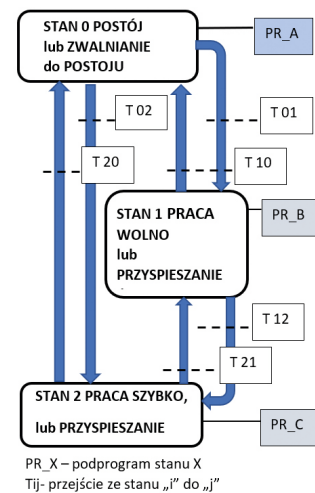 STAN 0 POSTÓJ
lub ZWALNIANIE
do POSTOJU
PR_A
T 02
T 01
T 20
T 10
STAN 1 PRACA
WOLNO
lub
PRZYSPIESZANIE
PR_B
T 12
T 21
STAN 2 PRACA SZYBKO,
lub PRZYSPIESZANIE
PR_C
PR_X – podprogram stanu X
Tij- przejście ze stanu „i” do „j”